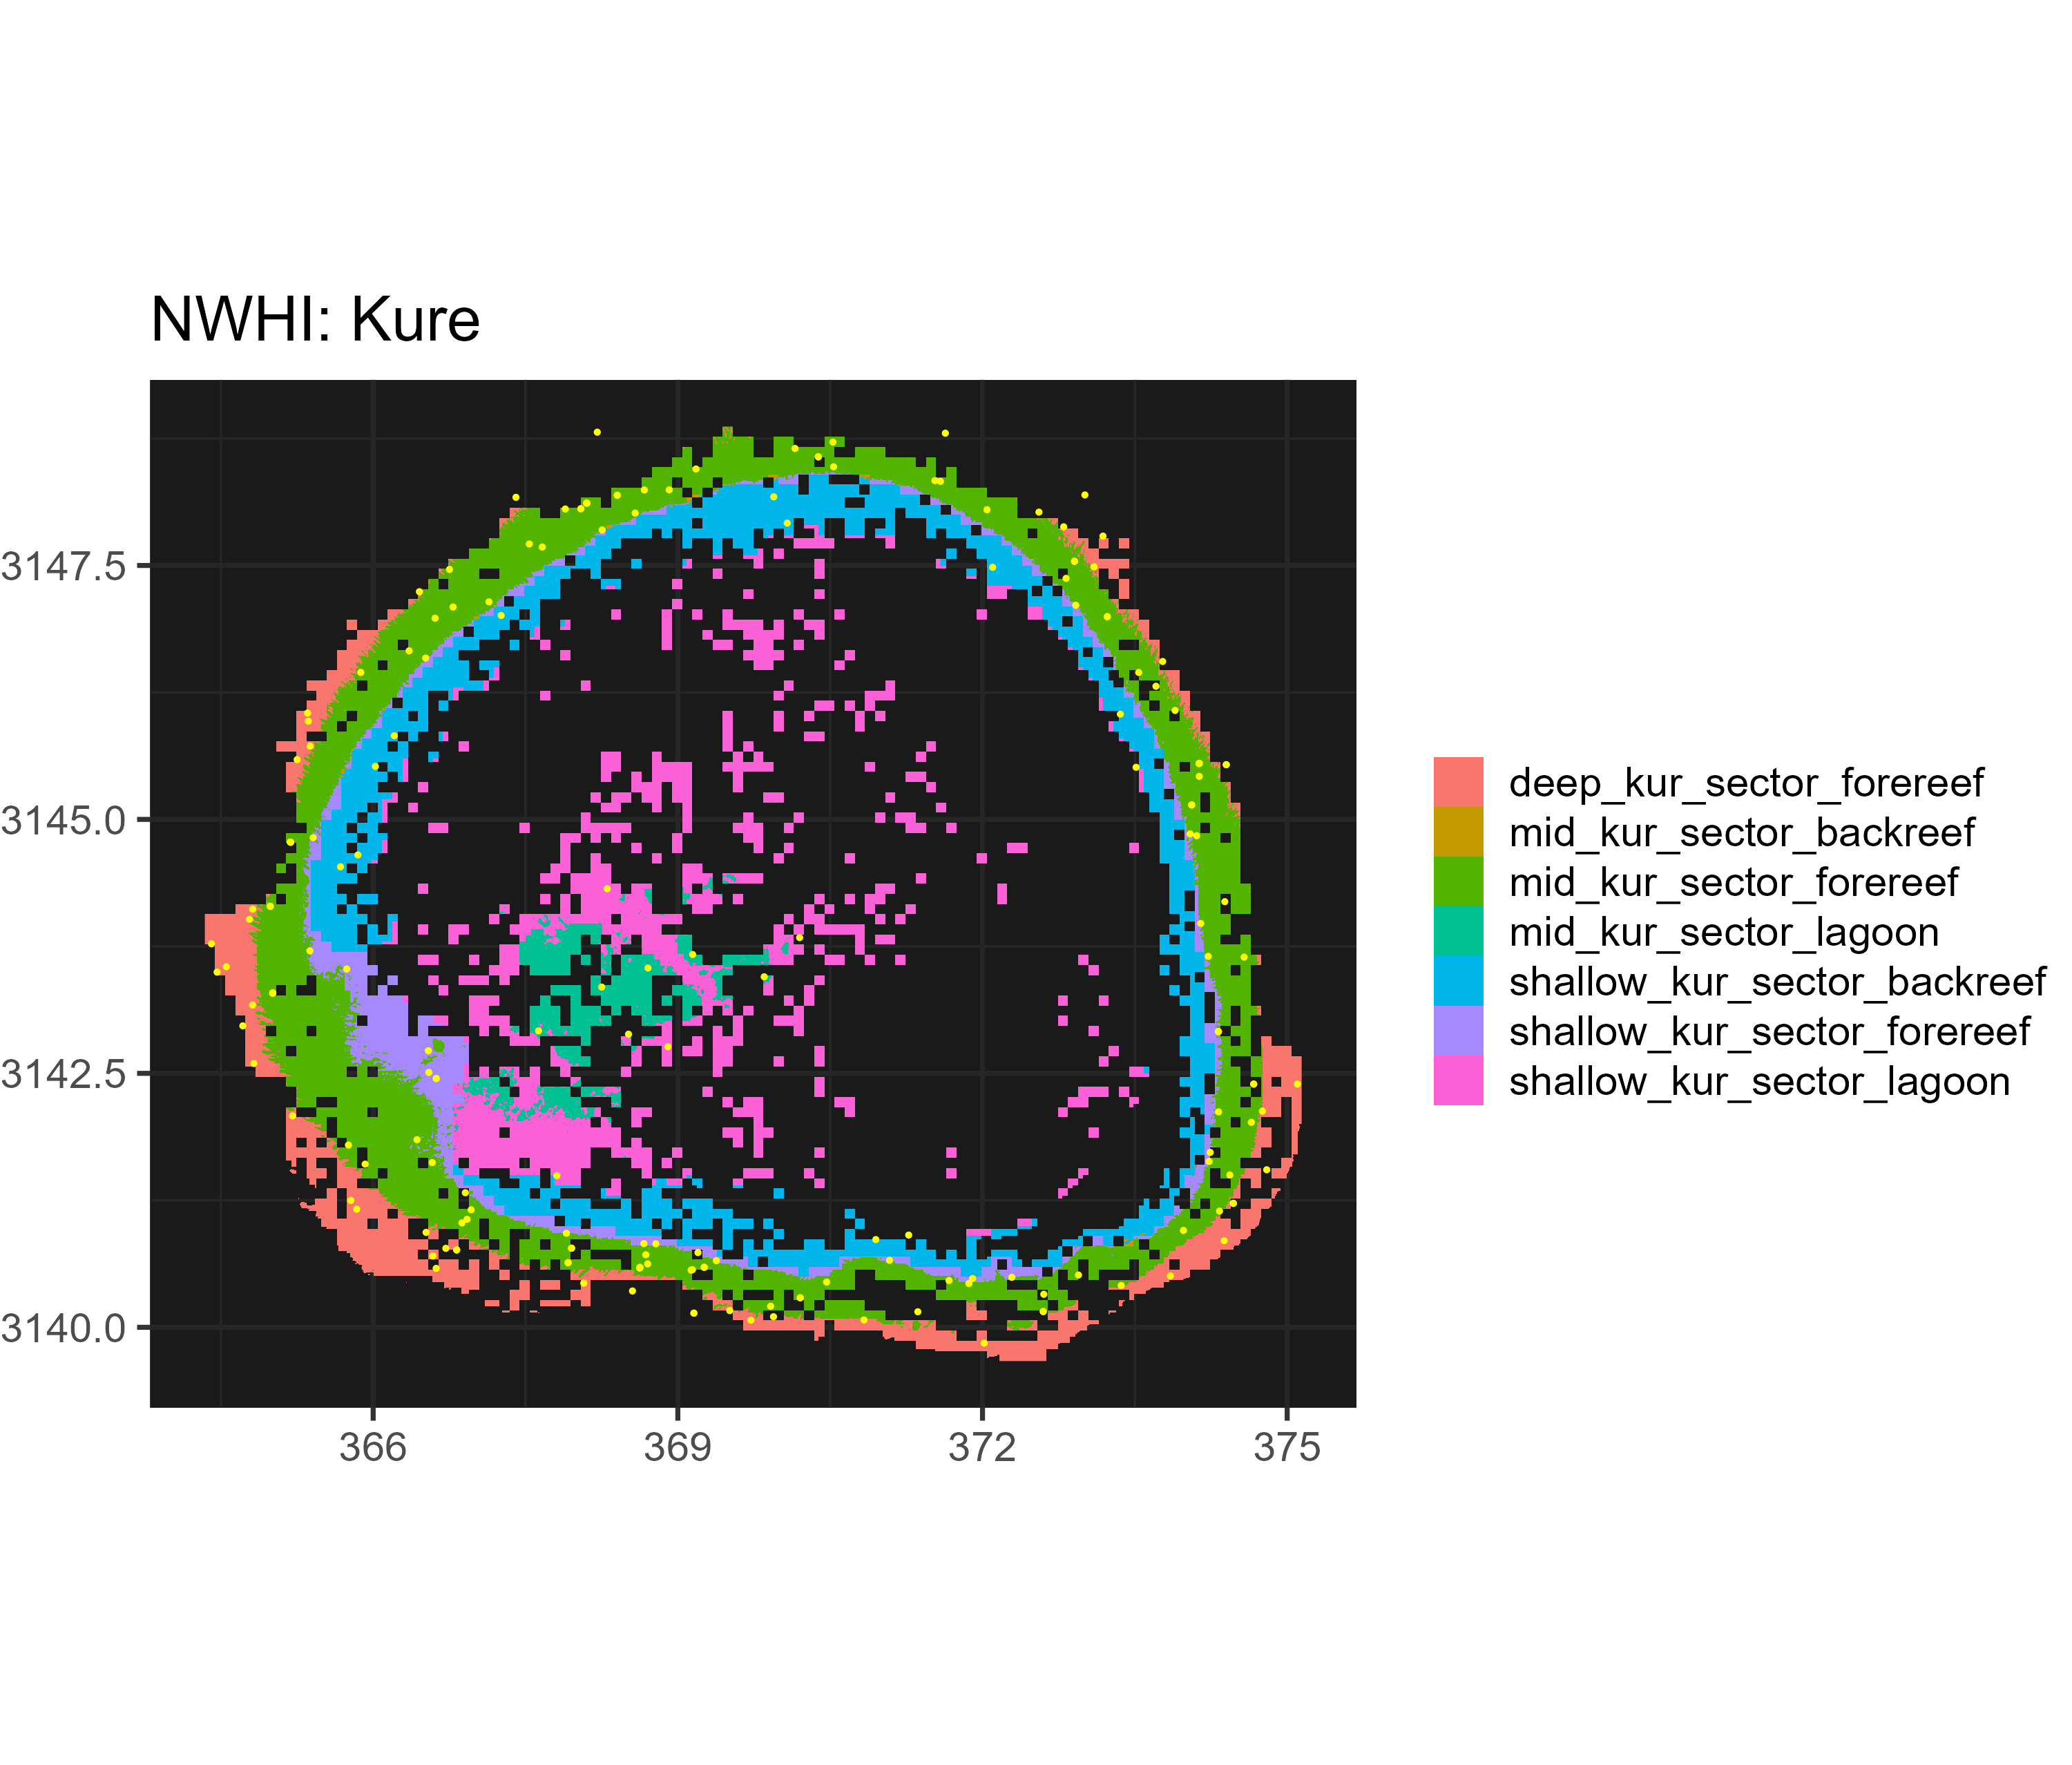 NWHI: Kure
3147.5
3145.0
3142.5
3140.0
366
369
372
375
deep_kur_sector_forereef
mid_kur_sector_backreef
mid_kur_sector_forereef
mid_kur_sector_lagoon
shallow_kur_sector_backreef
shallow_kur_sector_forereef
shallow_kur_sector_lagoon